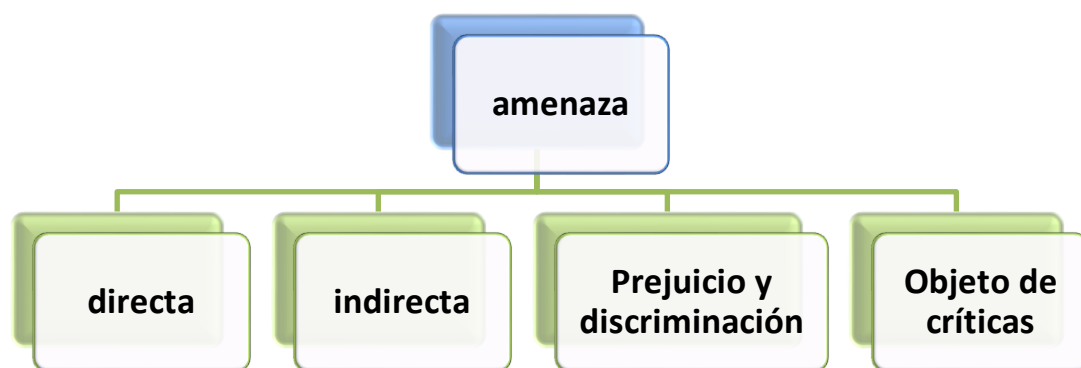 amenaza
directa
indirecta
Prejuicio y
discriminación
Objeto de
críticas